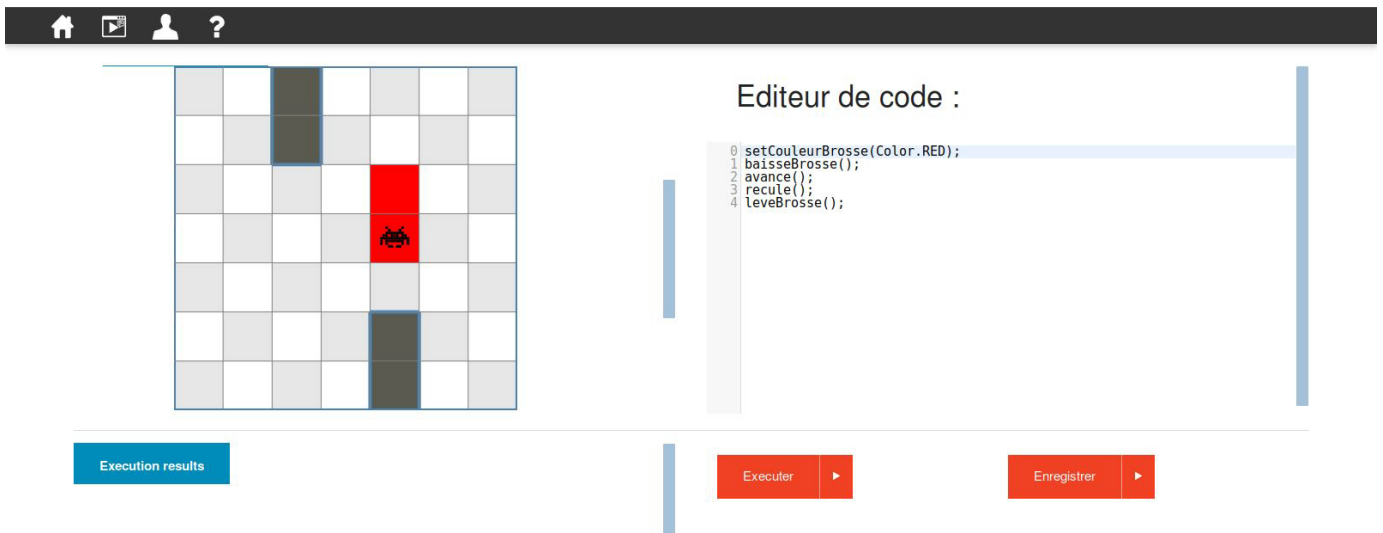 ?
Editeur de code :
0 setCouleurBrosse(Color.RED);
1 baisseBrosse();
2 avance();
3 recule();
4 leveBrosse();
Execution results
Executer
Enregistrer